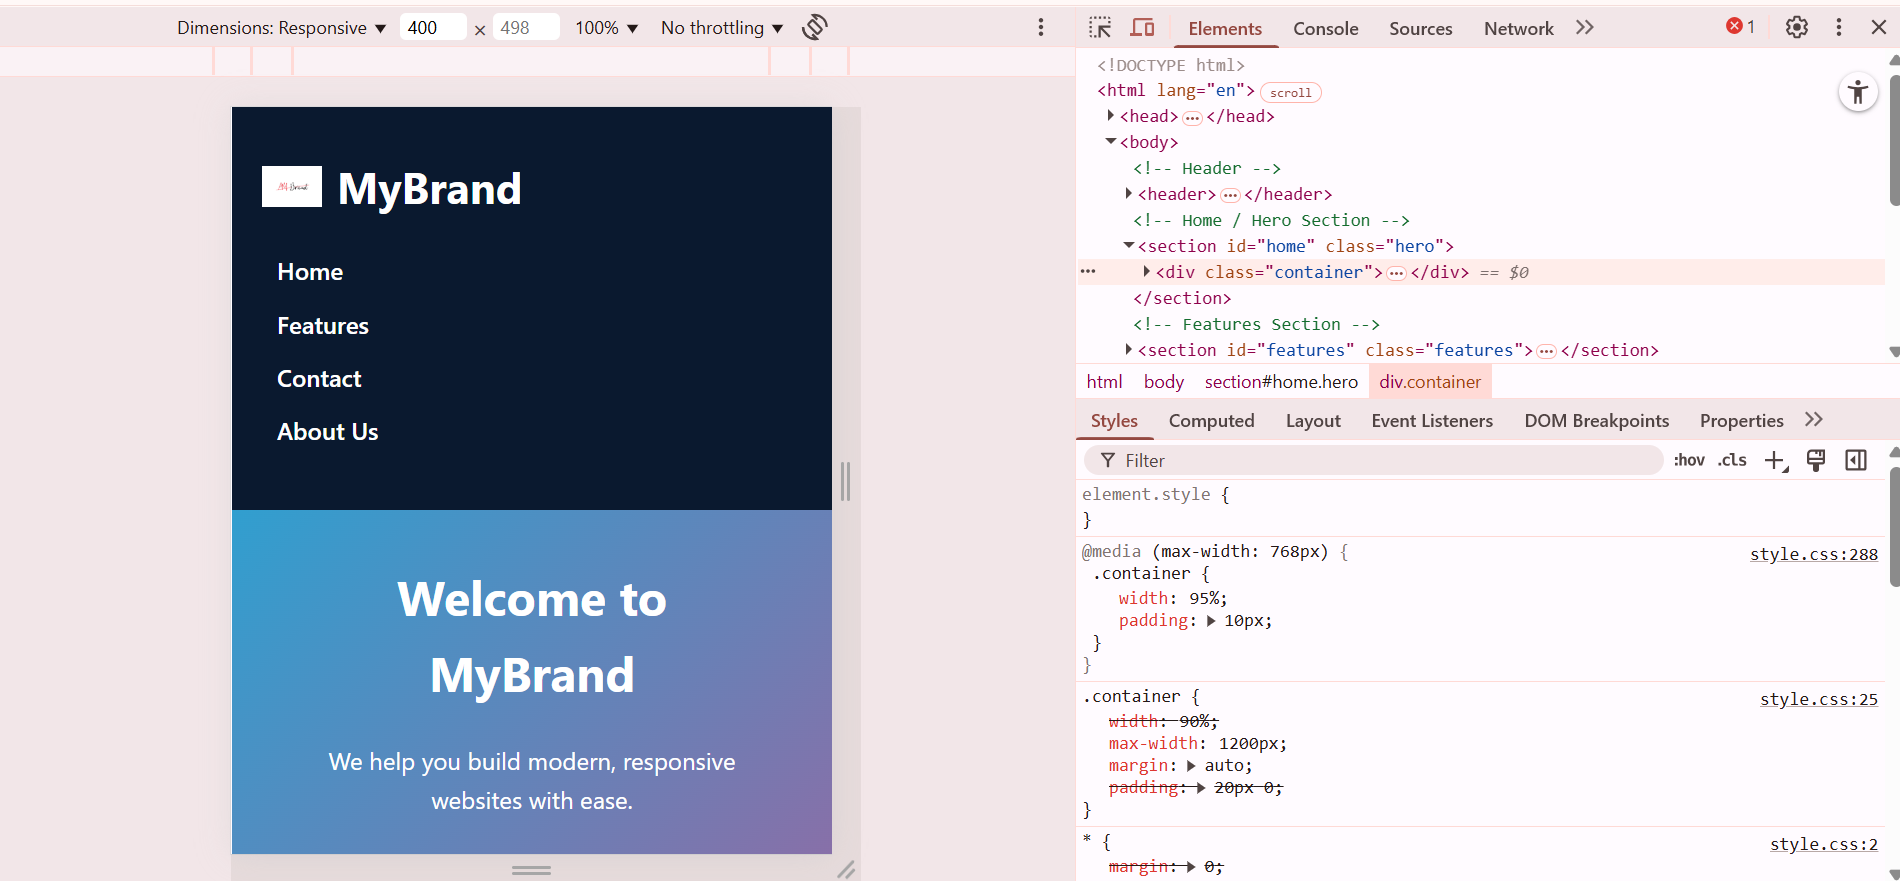 Dimensions: Responsive ▼ 400 × 498 100% ▼ No throttling ▼
MyBrand
MyBrand
Home
Features
Contact
About Us
Welcome to
MyBrand
We help you build modern, responsive
websites with ease.
Elements Console Sources Network 1
<!DOCTYPE html>
<html lang="en"> scroll
<head>…</head>
<body>
<!-- Header -->
<header>…</header>
<!-- Home / Hero Section -->
<section id="home" class="hero">
… <div class="container">…</div> == $0
</section>
<!-- Features Section -->
<section id="features" class="features">…</section>
html body section#home.hero div.container
Styles Computed Layout Event Listeners DOM Breakpoints Properties
Filter :hov .cls
element.style {
}
@media (max-width: 768px) { style.css:288
.container {
width: 95%;
padding: ▶ 10px;
}
}
.container { style.css:25
width: 90%;
max-width: 1200px;
margin: ▶ auto;
padding: ▶ 20px 0;
}
* { style.css:2
margin: ▶ 0;